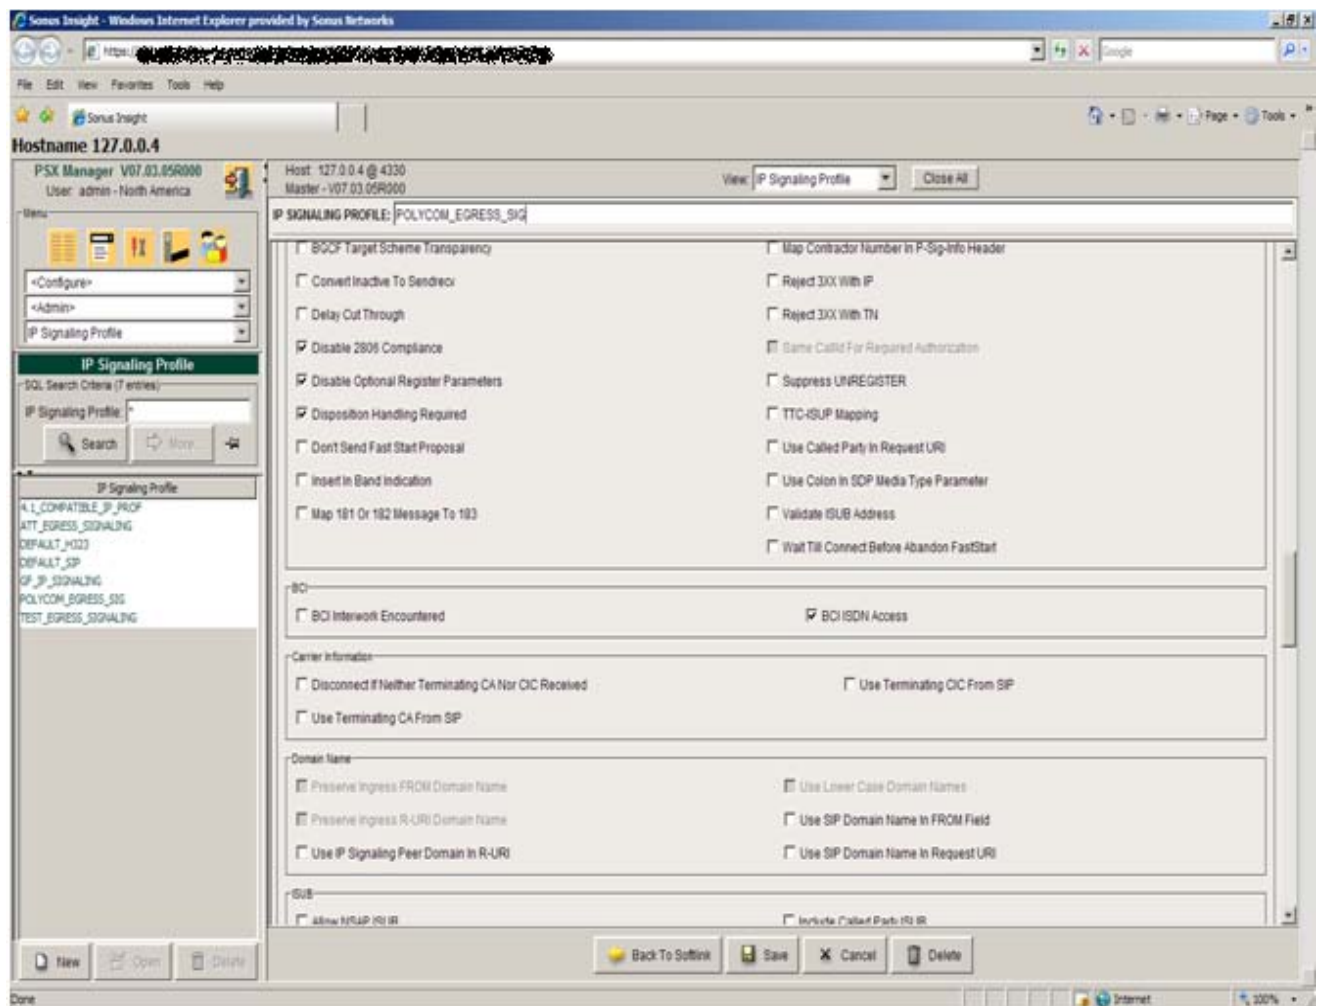 Sonus Insight - Windows Internet Explorer provided by Sonus Networks
https:
Google
File Edit View Favorites Tools Help
Sonus Insight
Page Tools
Hostname 127.0.0.4
PSX Manager V07.03.05R000
User: admin - North America
Host: 127.0.0.4 @ 4330
Master - V07.03.05R000
View: IP Signaling Profile
Close All
Menu
IP SIGNALING PROFILE: POLYCOM_EGRESS_SIG
<Configure>
<Admin>
IP Signaling Profile
IP Signaling Profile
SQL Search Criteria (7 entries)
IP Signaling Profile: *
Search More
IP Signaling Profile
4.1_COMPATIBLE_IP_PROF
ATT_EGRESS_SIGNALING
DEFAULT_H323
DEFAULT_SIP
GF_IP_SIGNALING
POLYCOM_EGRESS_SIG
TEST_EGRESS_SIGNALING
BGCF Target Scheme Transparency
Map Contractor Number In P-Sig-Info Header
Convert Inactive To Sendrecv
Reject 3XX With IP
Delay Cut Through
Reject 3XX With TN
Disable 2806 Compliance
Same CallId For Required Authorization
Disable Optional Register Parameters
Suppress UNREGISTER
Disposition Handling Required
TTC-ISUP Mapping
Don't Send Fast Start Proposal
Use Called Party In Request URI
Insert In Band Indication
Use Colon In SDP Media Type Parameter
Map 181 Or 182 Message To 183
Validate ISUB Address
Wait Till Connect Before Abandon FastStart
BCI
BCI Interwork Encountered
BCI ISDN Access
Carrier Information
Disconnect If Neither Terminating CA Nor CIC Received
Use Terminating CIC From SIP
Use Terminating CA From SIP
Domain Name
Preserve Ingress FROM Domain Name
Use Lower Case Domain Names
Preserve Ingress R-URI Domain Name
Use SIP Domain Name In FROM Field
Use IP Signaling Peer Domain In R-URI
Use SIP Domain Name In Request URI
ISUB
Allow NSAP ISUB
Include Called Party ISUB
New Open Delete
Back To Softlink Save Cancel Delete
Done
Internet
100%